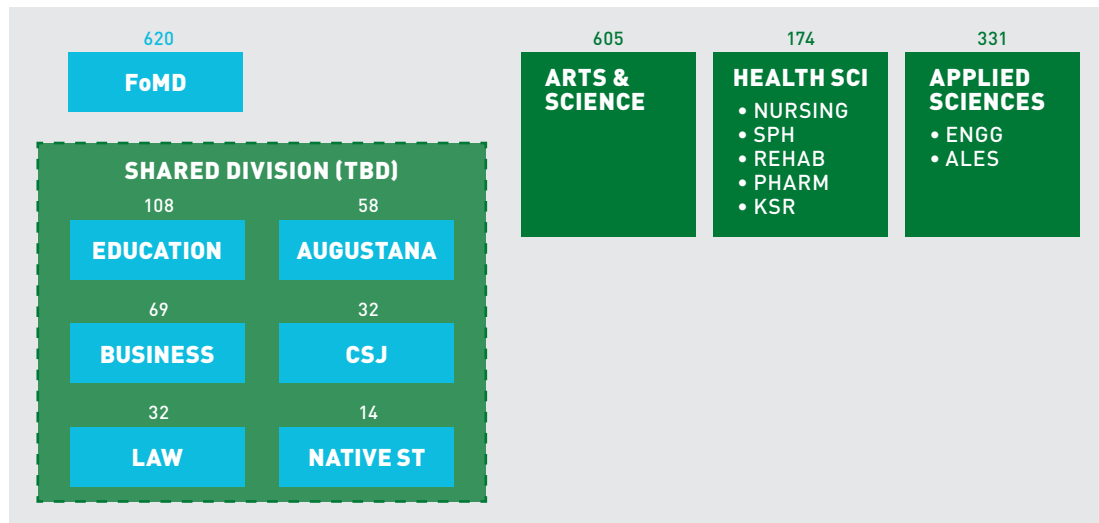 620
FoMD
SHARED DIVISION (TBD)
108
EDUCATION
58
AUGUSTANA
69
BUSINESS
32
CSJ
32
LAW
14
NATIVE ST
605
ARTS &
SCIENCE
174
HEALTH SCI
• NURSING
• SPH
• REHAB
• PHARM
• KSR
331
APPLIED
SCIENCES
• ENGG
• ALES